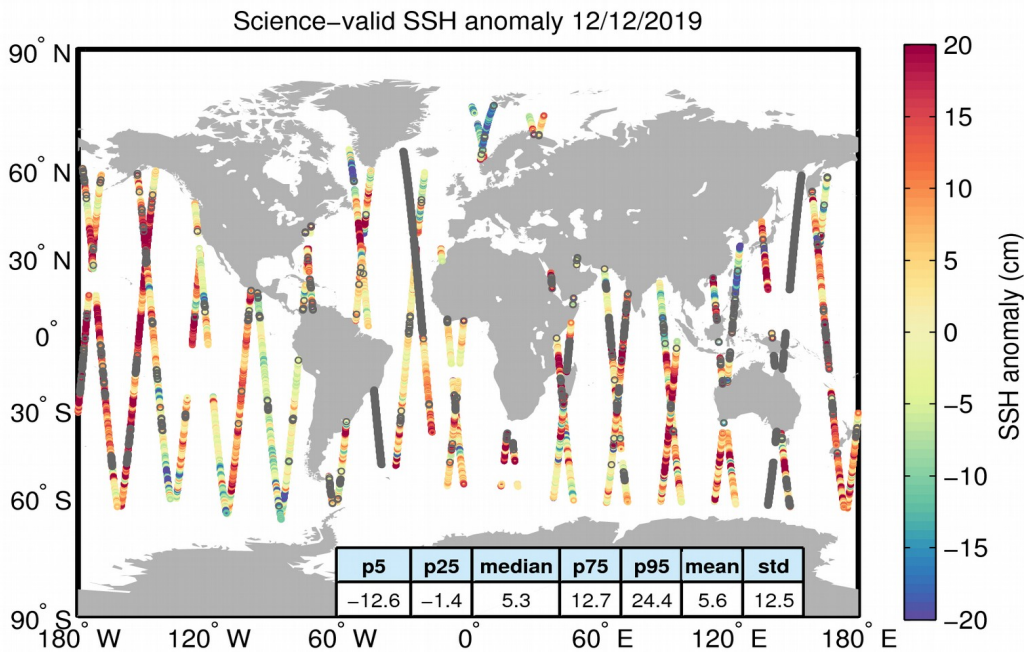 Science-valid SSH anomaly 12/12/2019
90° N
60° N
30° N
0°
30° S
60° S
90° S
180° W
120° W
60° W
0°
60° E
120° E
180° E
p5 p25 median p75 p95 mean std
−12.6 −1.4 5.3 12.7 24.4 5.6 12.5
20
15
10
5
0
−5
−10
−15
−20
SSH anomaly (cm)